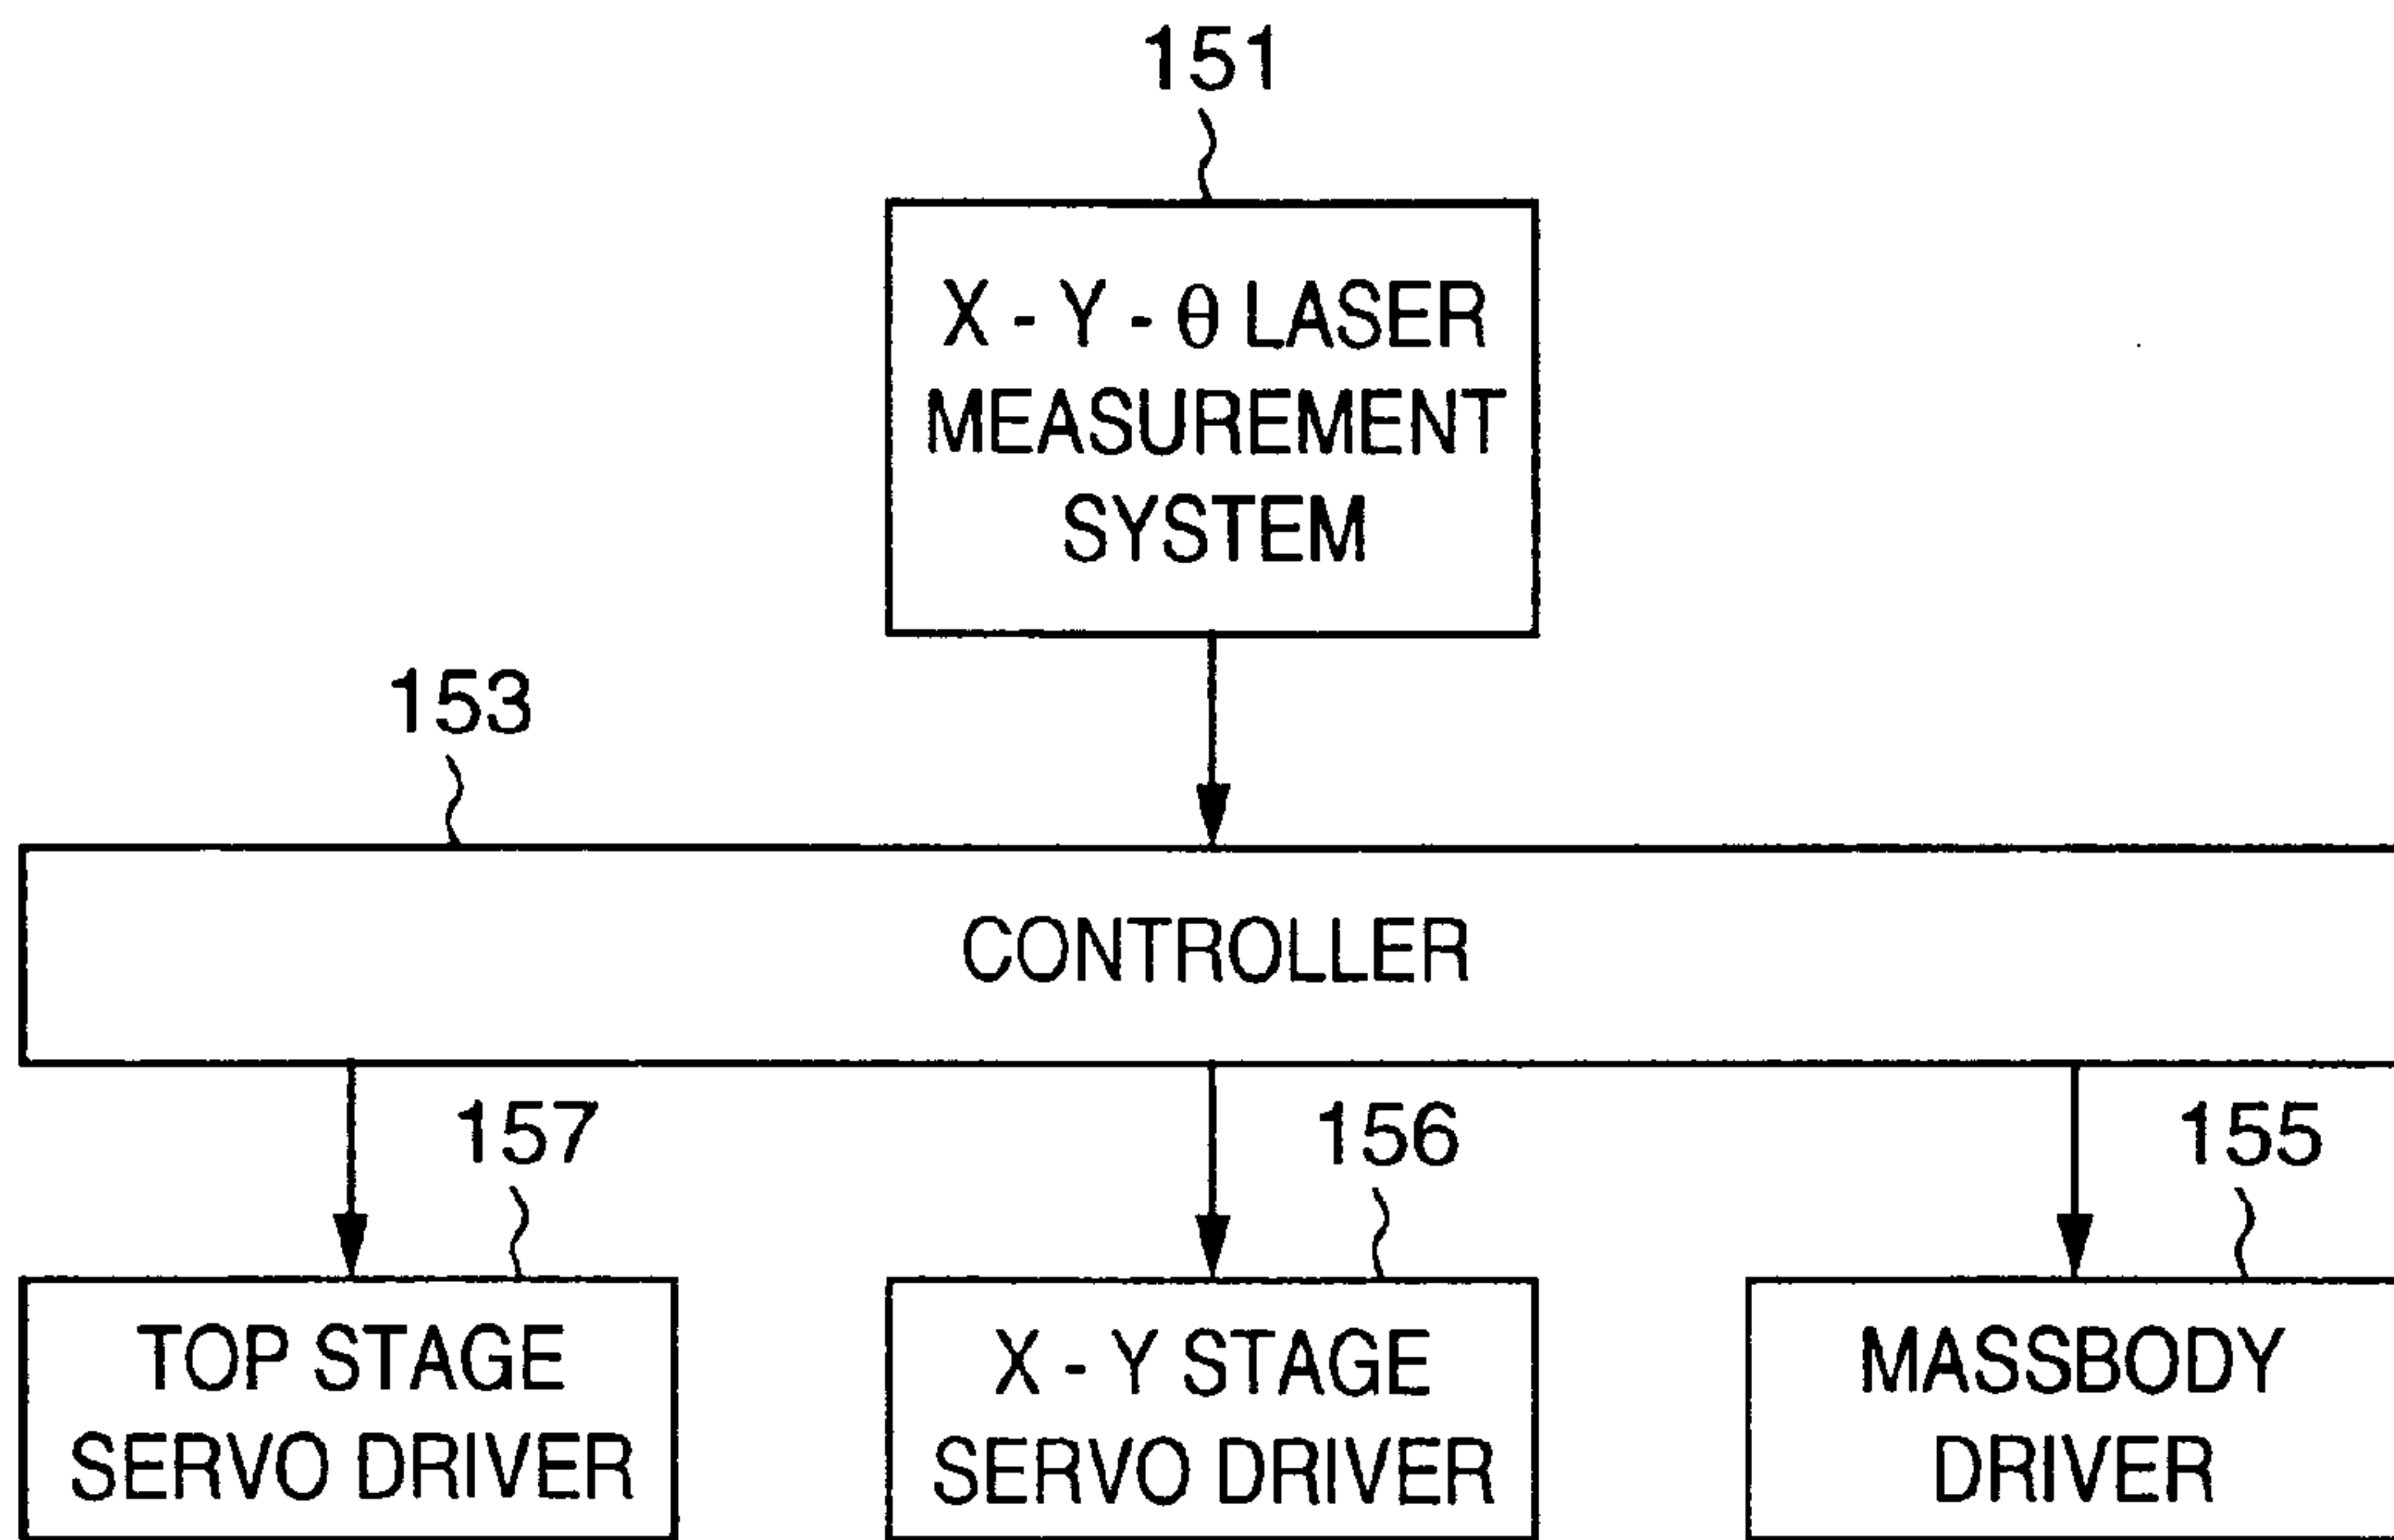 151
X - Y - θ LASER
MEASUREMENT
SYSTEM
153
CONTROLLER
157
156
155
TOP STAGE
SERVO DRIVER
X - Y STAGE
SERVO DRIVER
MASSBODY
DRIVER